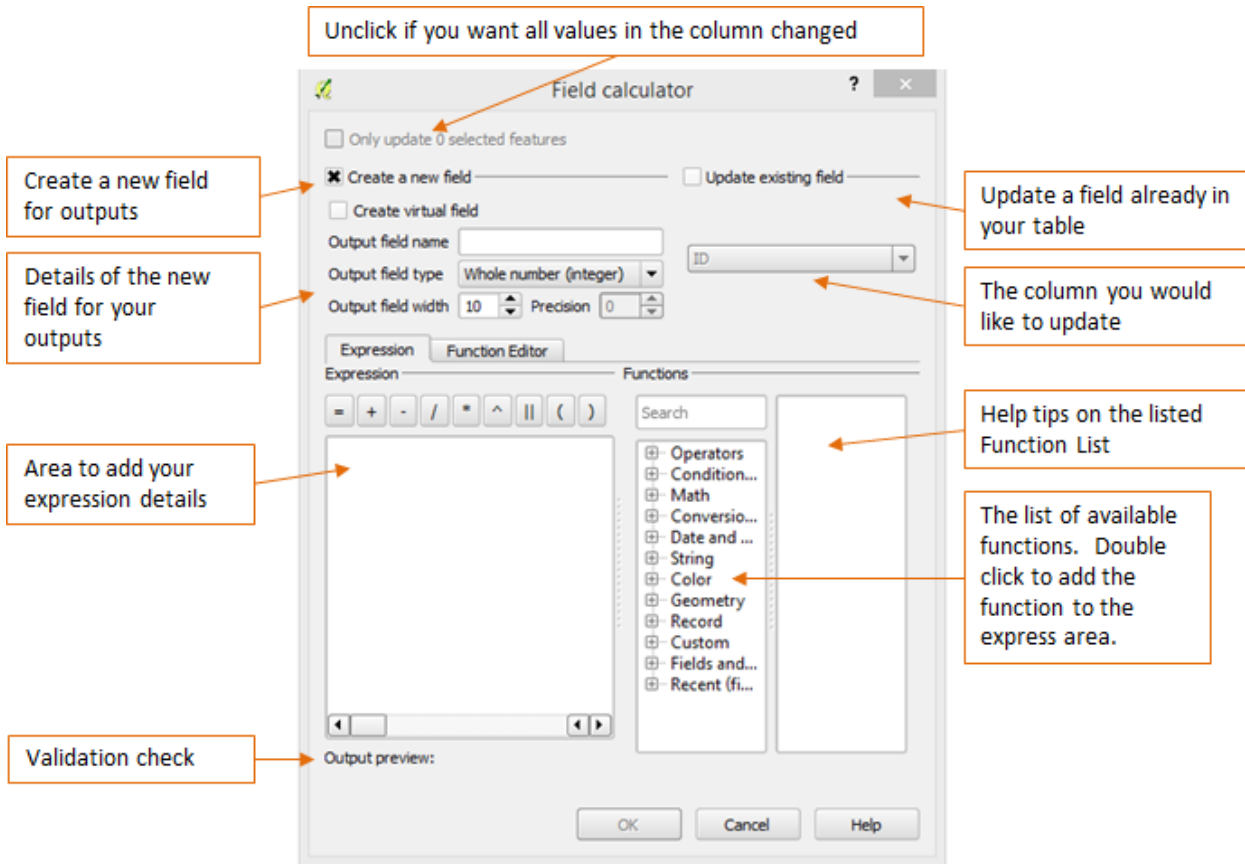 Unclick if you want all values in the column changed
Field calculator
?
×
Only update 0 selected features
Create a new field
for outputs
Create a new field
Update existing field
Update a field already in
your table
Create virtual field
Output field name
ID
Details of the new
field for your
outputs
Output field type
Whole number (integer)
The column you would
like to update
Output field width
10
Precision
0
Expression
Function Editor
Expression
Functions
= + - / * ^ || ( )
Search
Help tips on the listed
Function List
Area to add your
expression details
Operators
Condition...
Math
Conversio...
Date and ...
String
Color
Geometry
Record
Custom
Fields and...
Recent (fi...
The list of available
functions. Double
click to add the
function to the
express area.
Validation check
Output preview:
OK
Cancel
Help